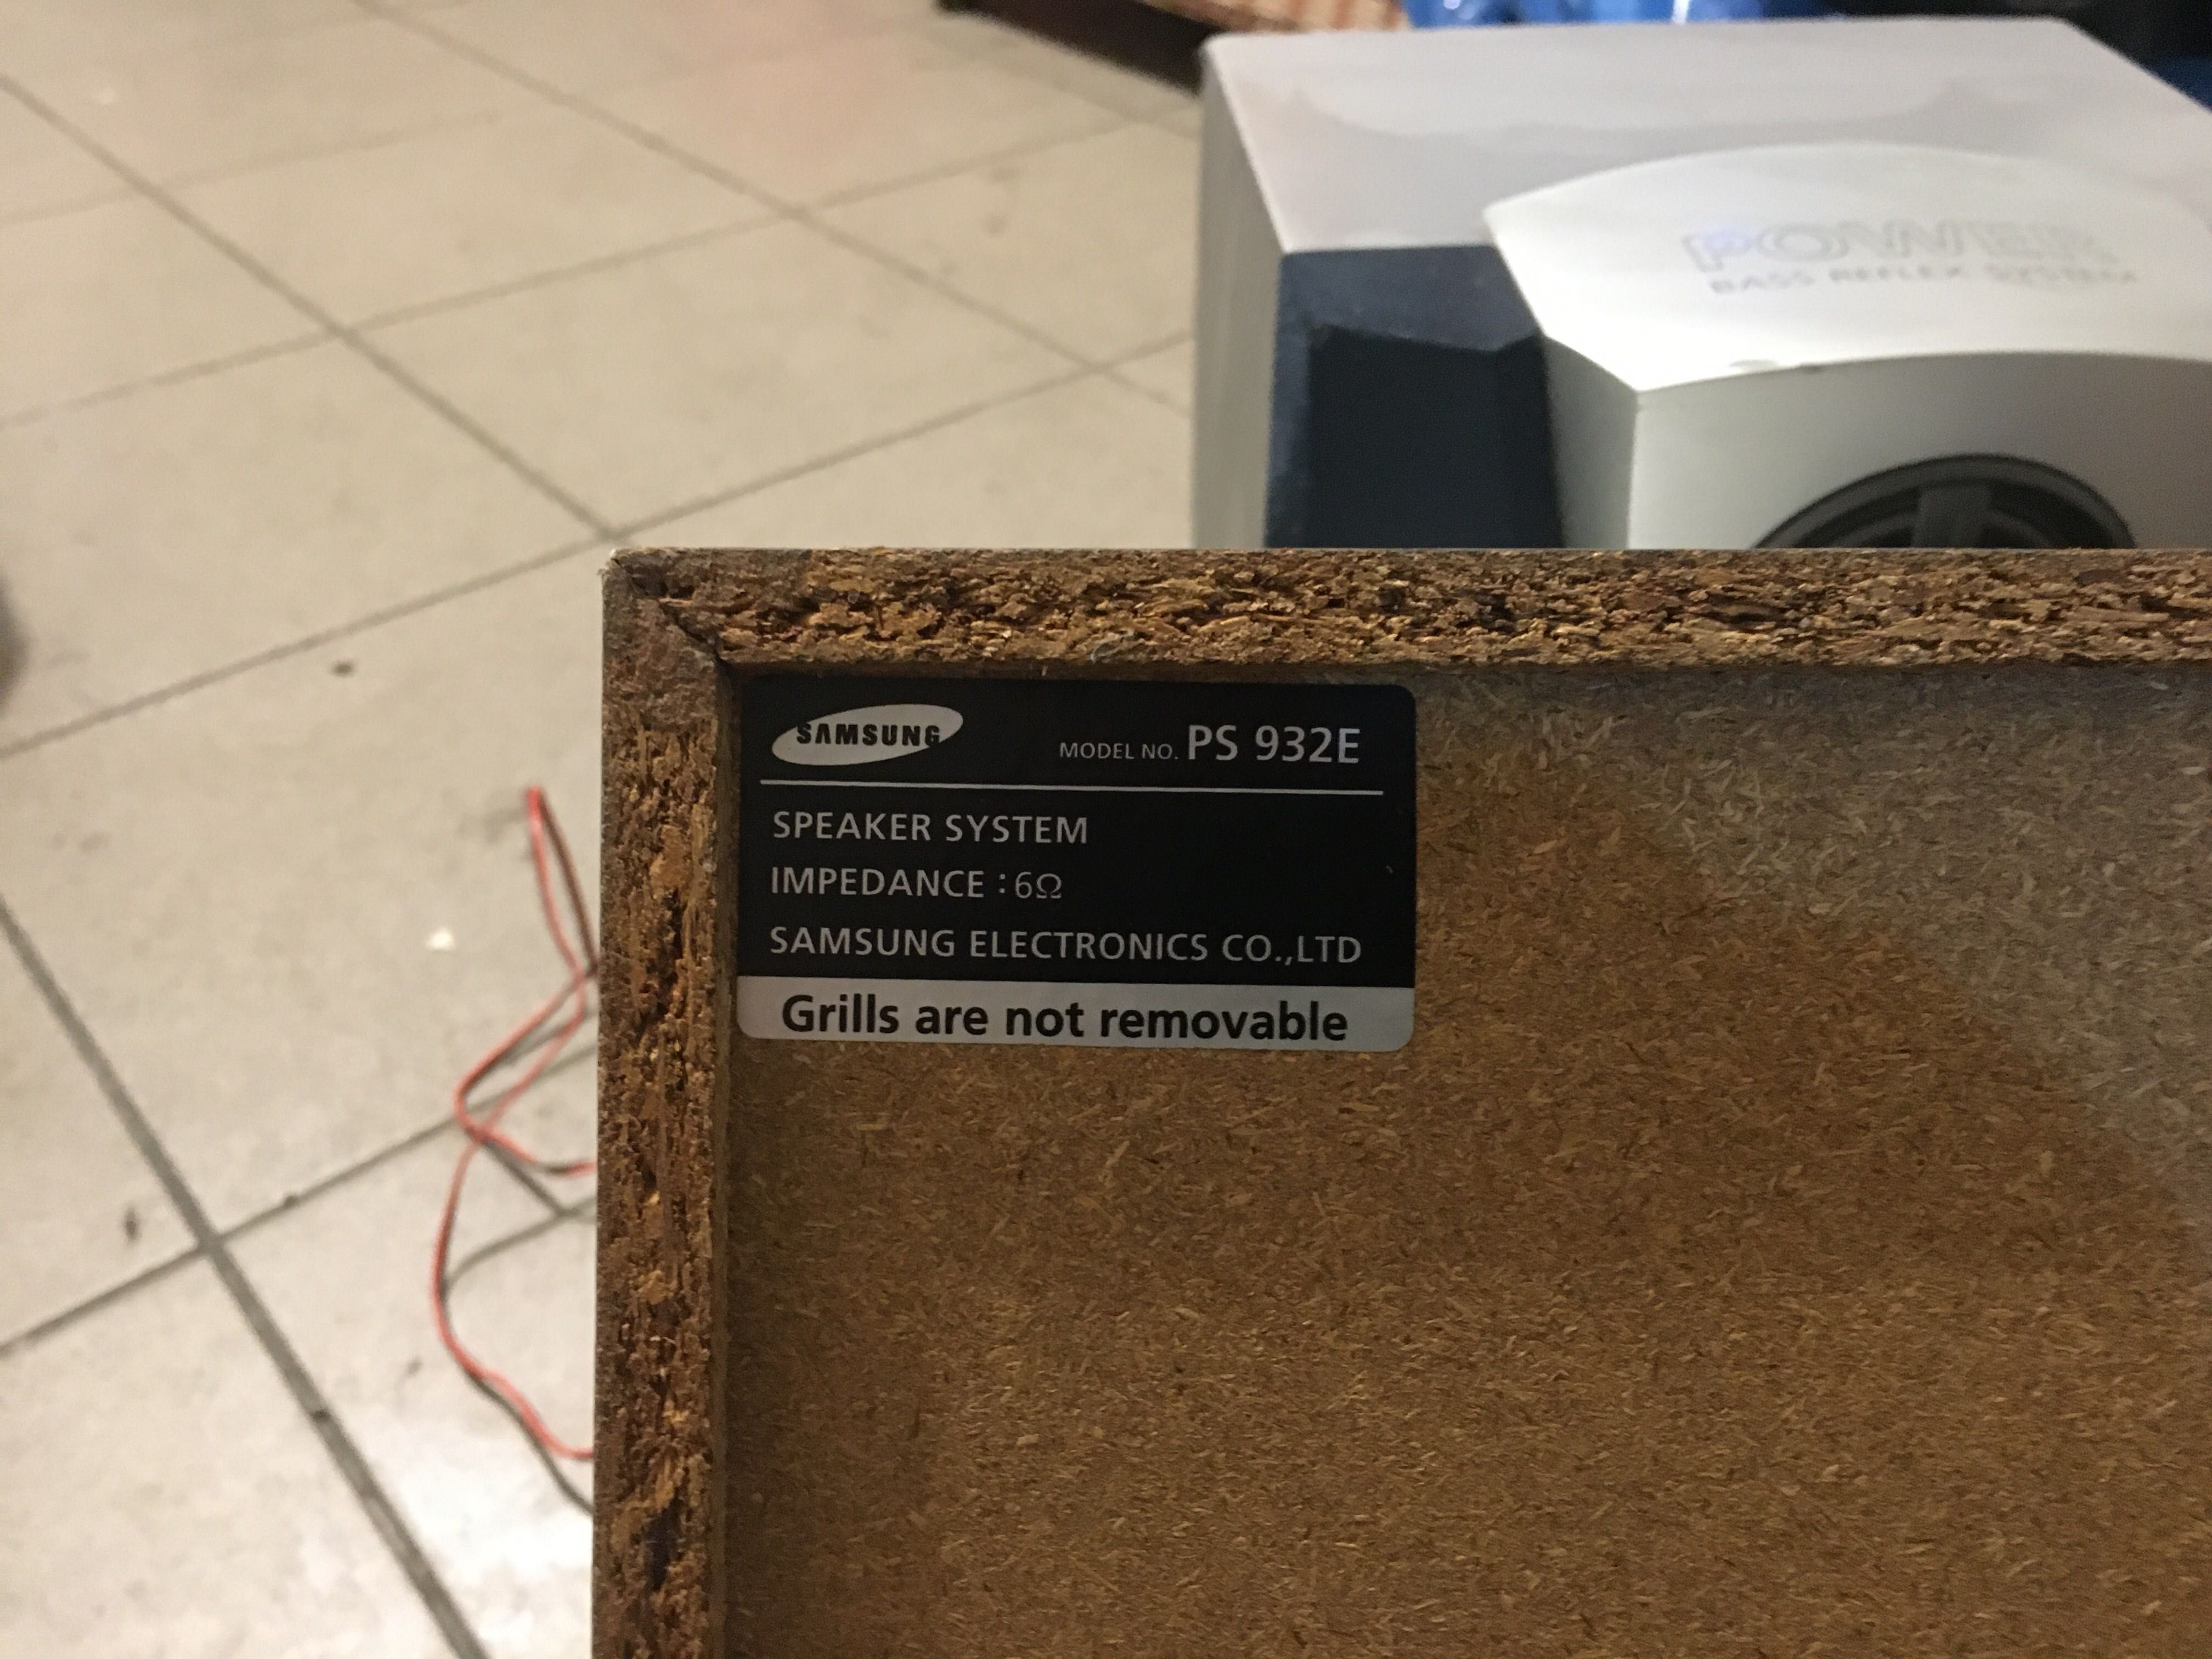 POWER
BASS REFLEX SYSTEM
SAMSUNG
MODEL NO. PS 932E
SPEAKER SYSTEM
IMPEDANCE : 6Ω
SAMSUNG ELECTRONICS CO.,LTD
Grills are not removable